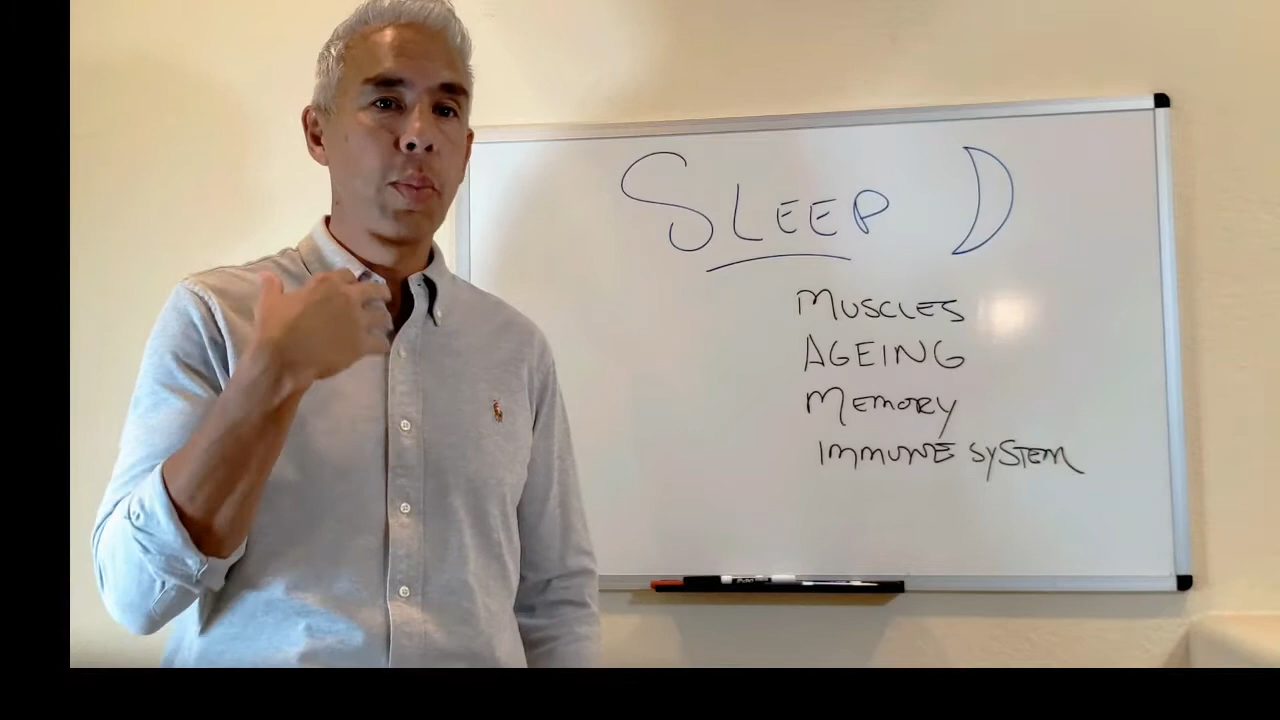 SLEEP
MUSCLES
AGEING
MEMORY
IMMUNE SYSTEM